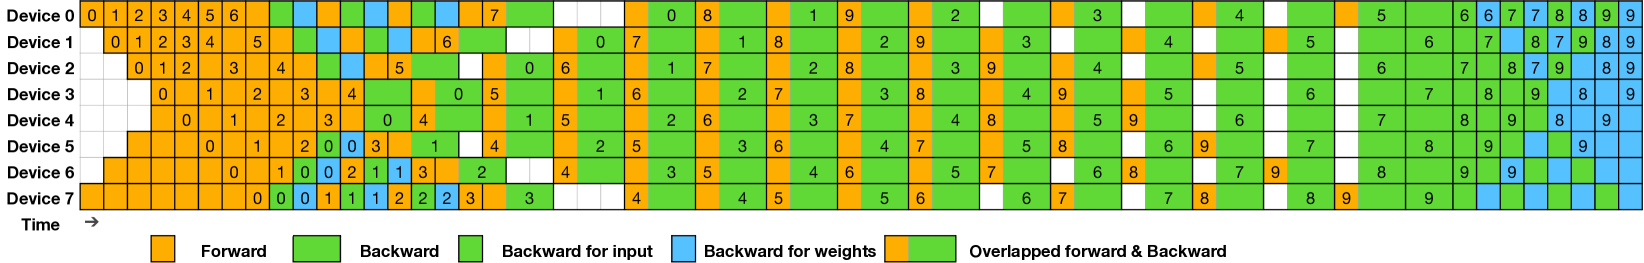 Device 0 0 1 2 3 4 5 6 7 0 8 1 9 2 3 4 5 6 6 7 7 8 8 9 9
Device 1 0 1 2 3 4 5 6 0 7 1 8 2 9 3 4 5 6 7 8 7 9 8 9
Device 2 0 1 2 3 4 5 0 6 1 7 2 8 3 9 4 5 6 7 8 7 9 8 9
Device 3 0 1 2 3 4 0 5 1 6 2 7 3 8 4 9 5 6 7 8 9 8 9
Device 4 0 1 2 3 0 4 1 5 2 6 3 7 4 8 5 9 6 7 8 9 8 9
Device 5 0 1 2 0 0 3 1 4 2 5 3 6 4 7 5 8 6 9 7 8 9 9
Device 6 0 1 0 0 2 1 1 3 2 4 3 5 4 6 5 7 6 8 7 9 8 9 9
Device 7 0 0 0 1 1 1 2 2 2 3 3 4 4 5 5 6 6 7 7 8 8 9 9
Time →
Forward Backward Backward for input Backward for weights Overlapped forward & Backward